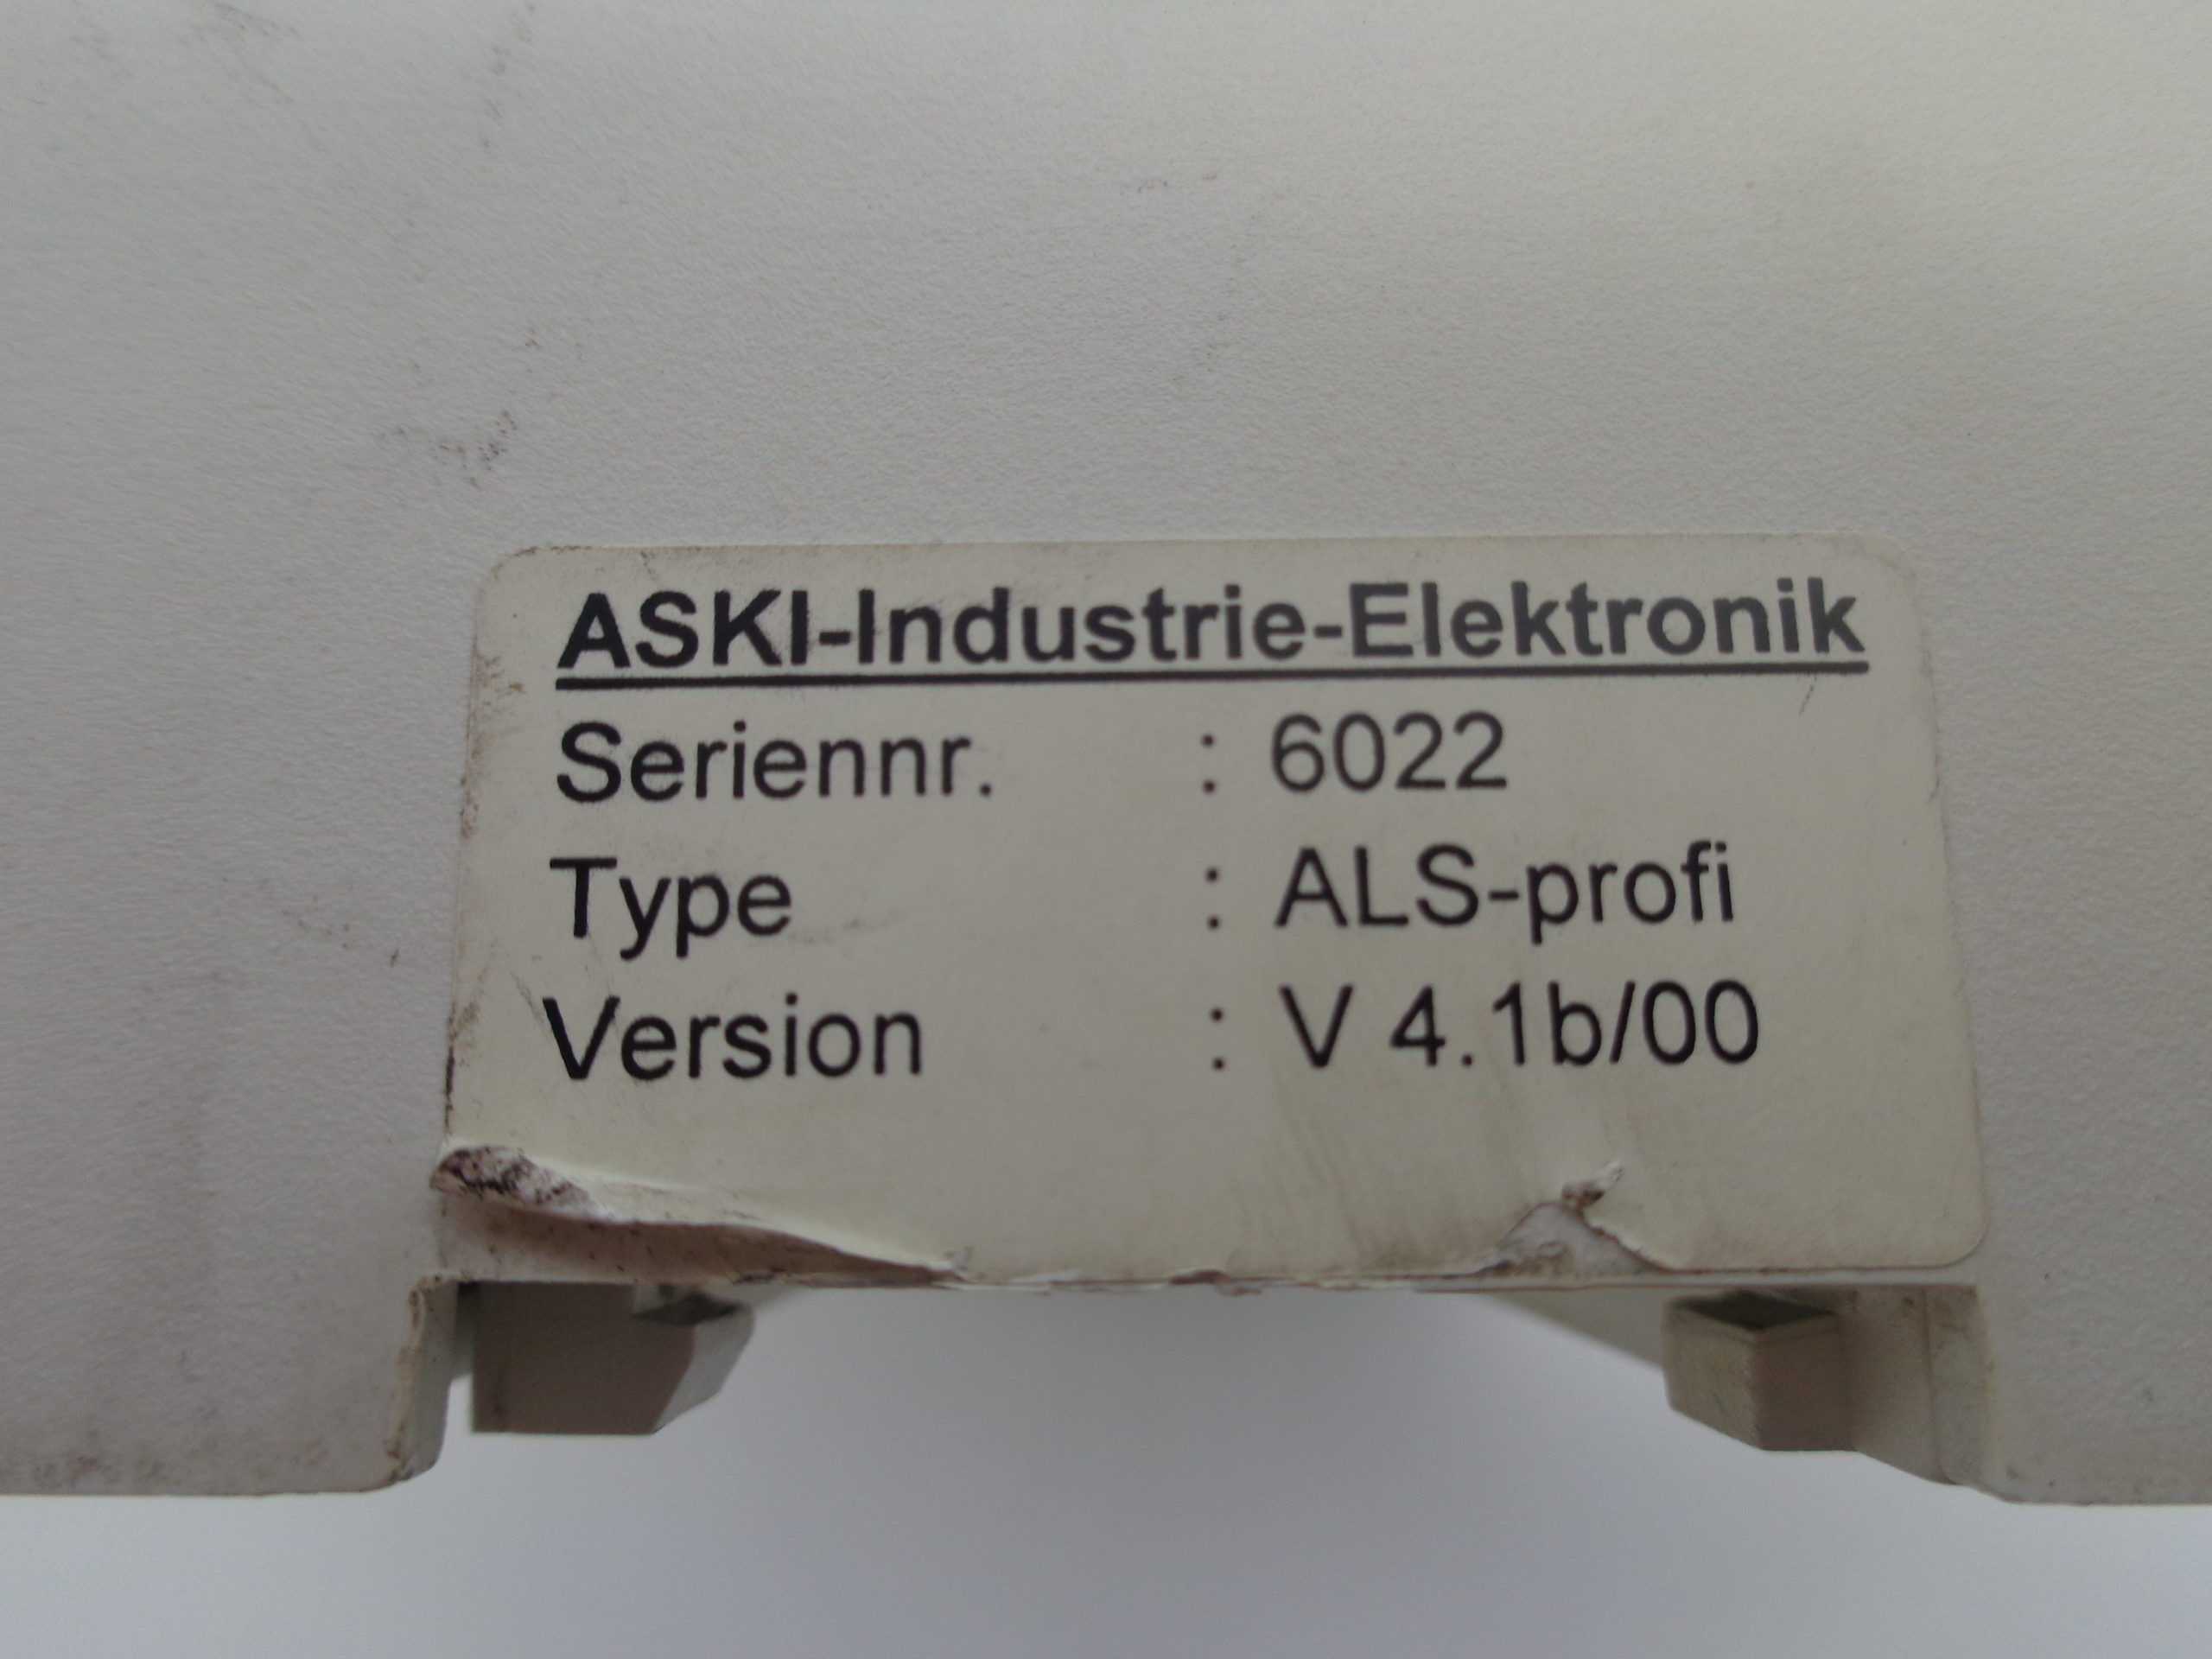 ASKI-Industrie-Elektronik
Seriennr. : 6022
Type : ALS-profi
Version : V 4.1b/00